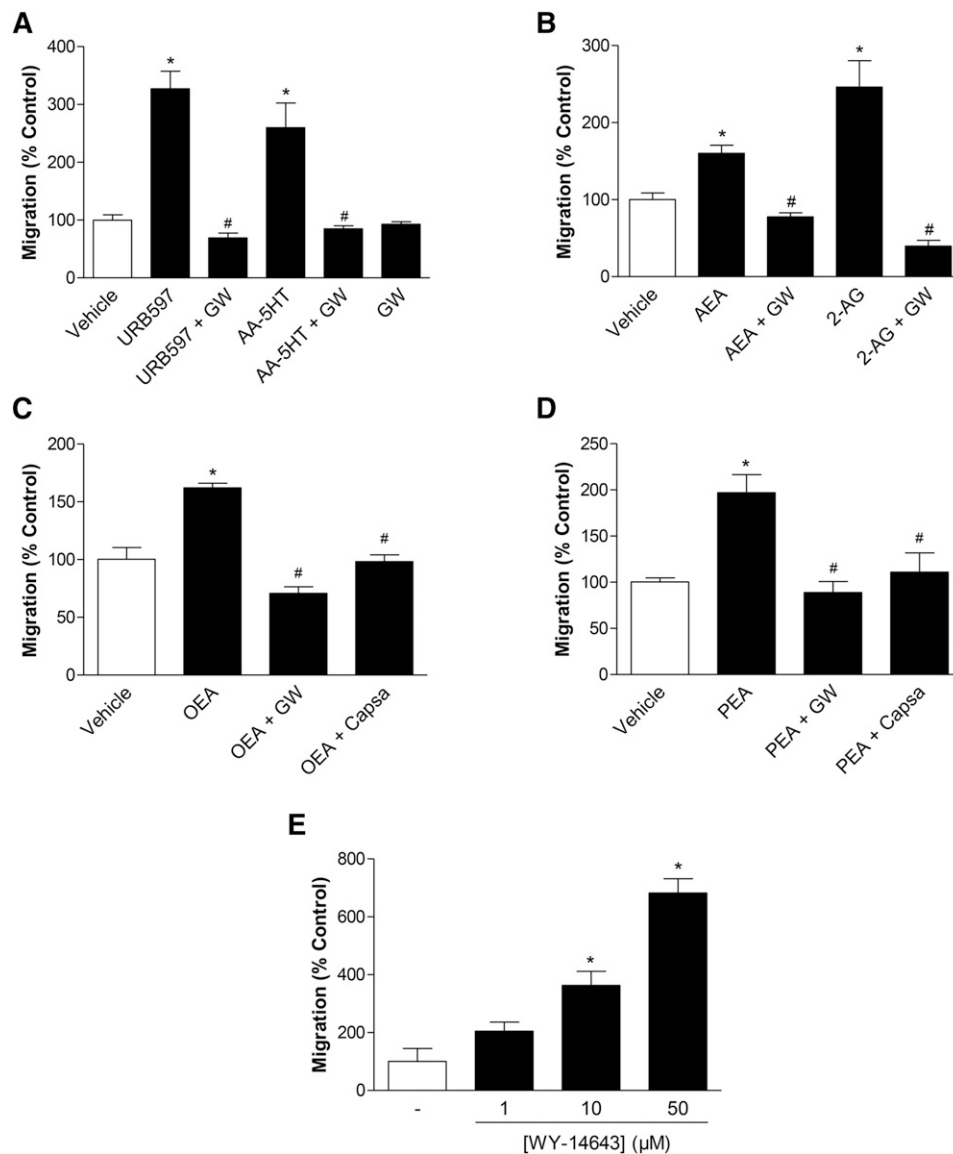 A
Migration (% Control)
400
300
200
100
0
*
*
#
#
Vehicle
URB597
URB597 + GW
AA-5HT
AA-5HT + GW
GW
B
Migration (% Control)
300
200
100
0
*
*
#
#
Vehicle
AEA
AEA + GW
2-AG
2-AG + GW
C
Migration (% Control)
200
150
100
50
0
*
#
#
Vehicle
OEA
OEA + GW
OEA + Capsa
D
Migration (% Control)
250
200
150
100
50
0
*
#
#
Vehicle
PEA
PEA + GW
PEA + Capsa
E
Migration (% Control)
800
600
400
200
0
*
*
- 1 10 50
[WY-14643] (µM)